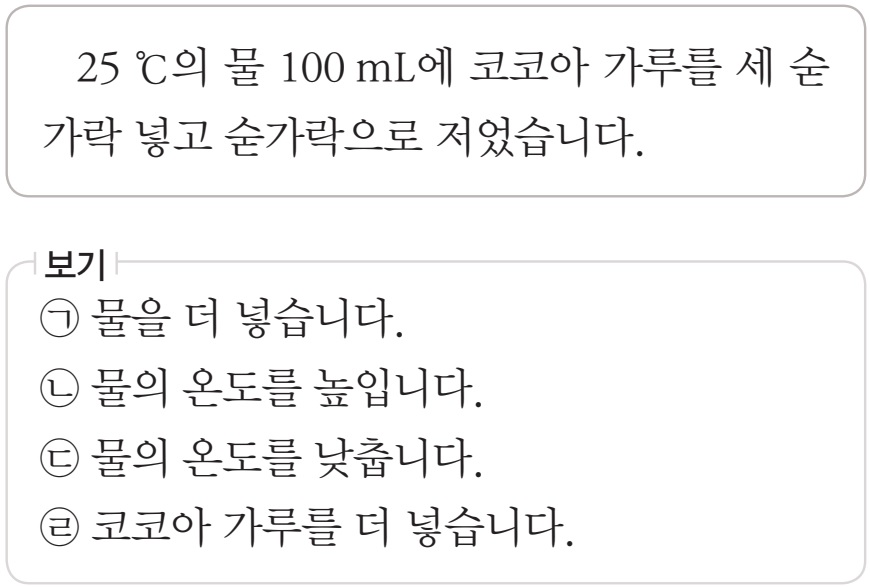 25 ℃의 물 100 mL에 코코아 가루를 세 숟
가락 넣고 숟가락으로 저었습니다.
보기
㉠ 물을 더 넣습니다.
㉡ 물의 온도를 높입니다.
㉢ 물의 온도를 낮춥니다.
㉣ 코코아 가루를 더 넣습니다.